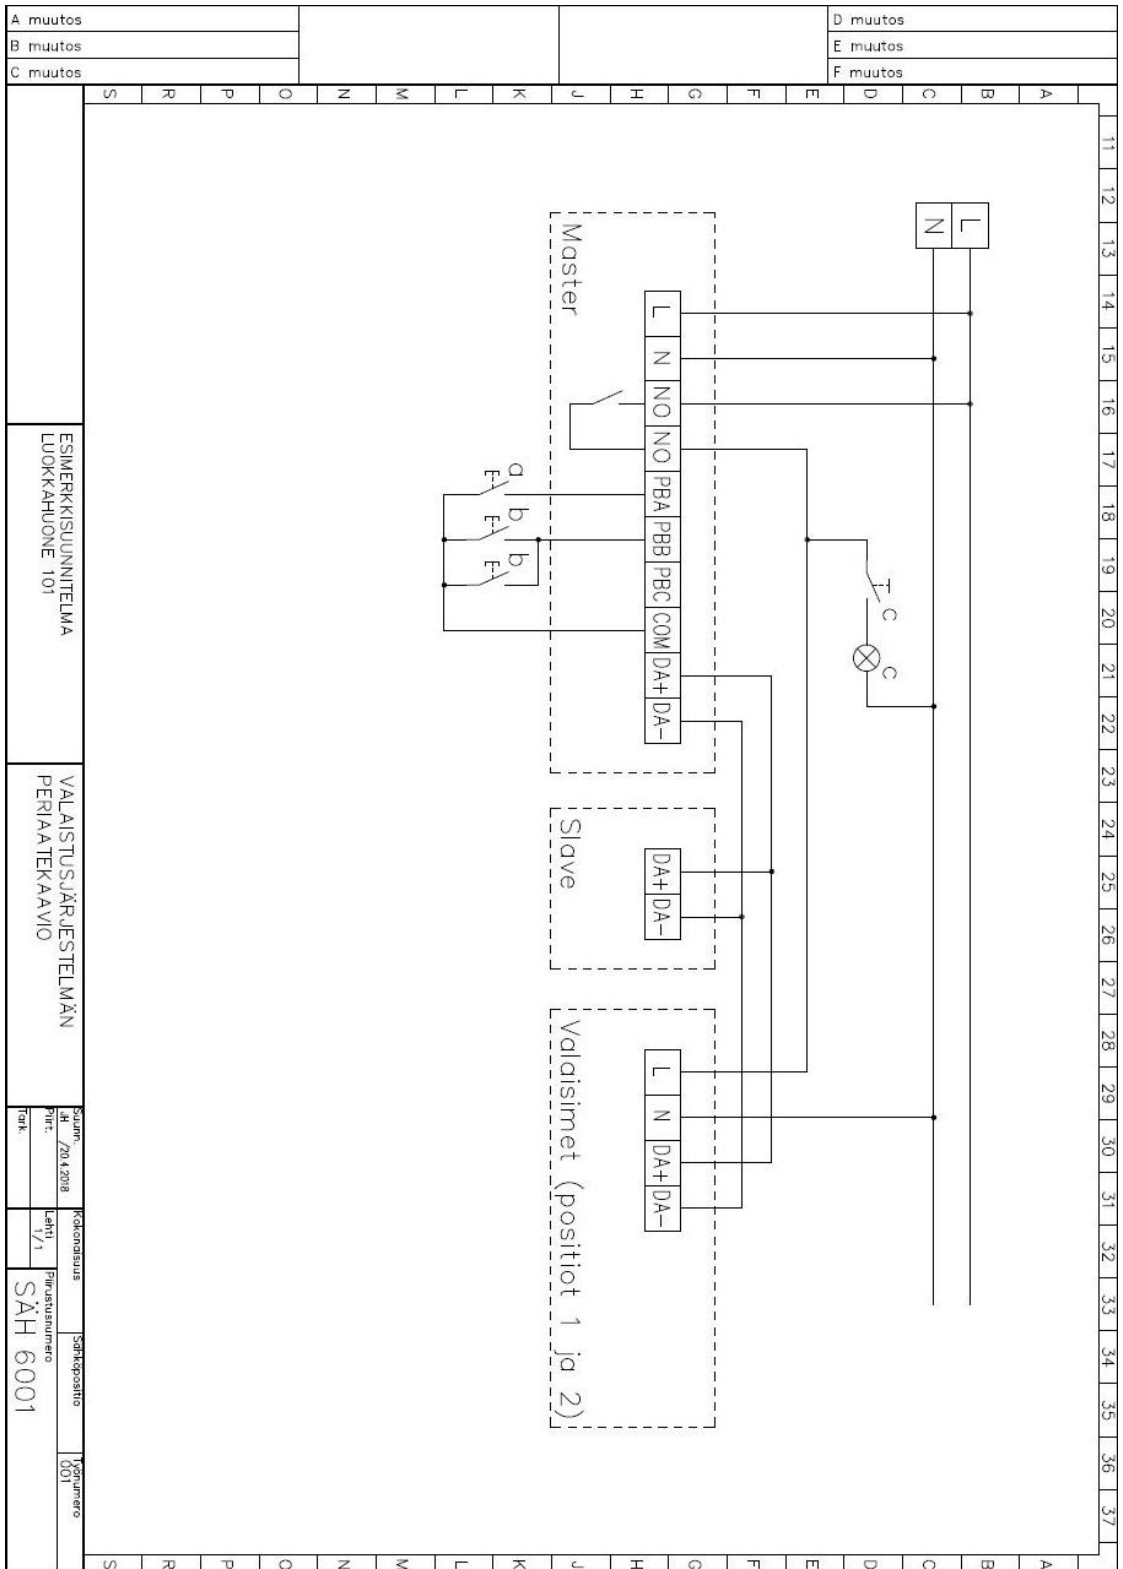 A muutos
B muutos
C muutos
D muutos
E muutos
F muutos
S R P O N M L K J H G F E D C B A
11 12 13 14 15 16 17 18 19 20 21 22 23 24 25 26 27 28 29 30 31 32 33 34 35 36 37
L
N
c
c
Master
L N NO NO PBA PBB PBC COM DA+ DA-
a
b
b
Slave
DA+ DA-
Valaisimet (positiot 1 ja 2)
L N DA+ DA-
S R P O N M L K J H G F E D C B A
ESIMERKKISUUNNITELMA
LUOKKAHUONE 101
VALAISTUSJÄRJESTELMÄN
PERIAATEKAAVIO
Suunn.
JH /20.4.2018
Piirt.
Tark.
Kokonaisuus
Sähköpositio
Työnumero
001
Lehti
1/1
Piirustusnumero
SÄH 6001